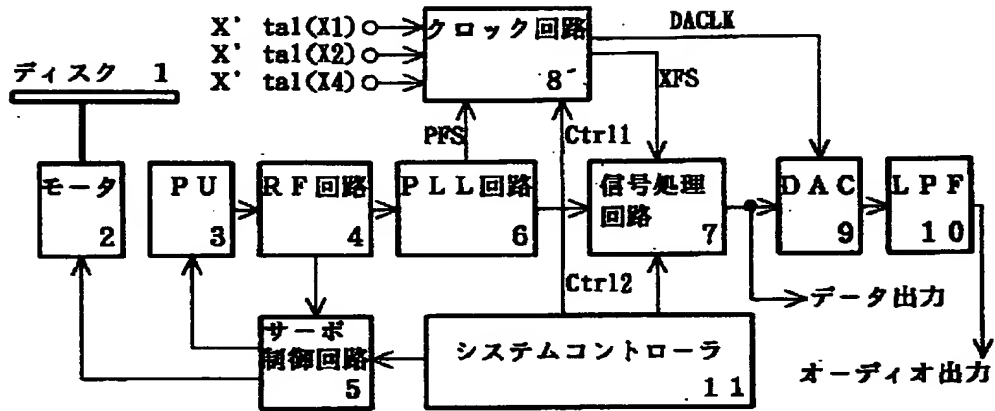 X' tal(X1)
X' tal(X2)
X' tal(X4)
クロック回路
8
DACLK
XFS
PFS
Ctrl1
ディスク 1
モータ
2
PU
3
RF回路
4
PLL回路
6
信号処理
回路
7
DAC
9
LPF
10
Ctrl2
データ出力
サーボ
制御回路
5
システムコントローラ
11
オーディオ出力